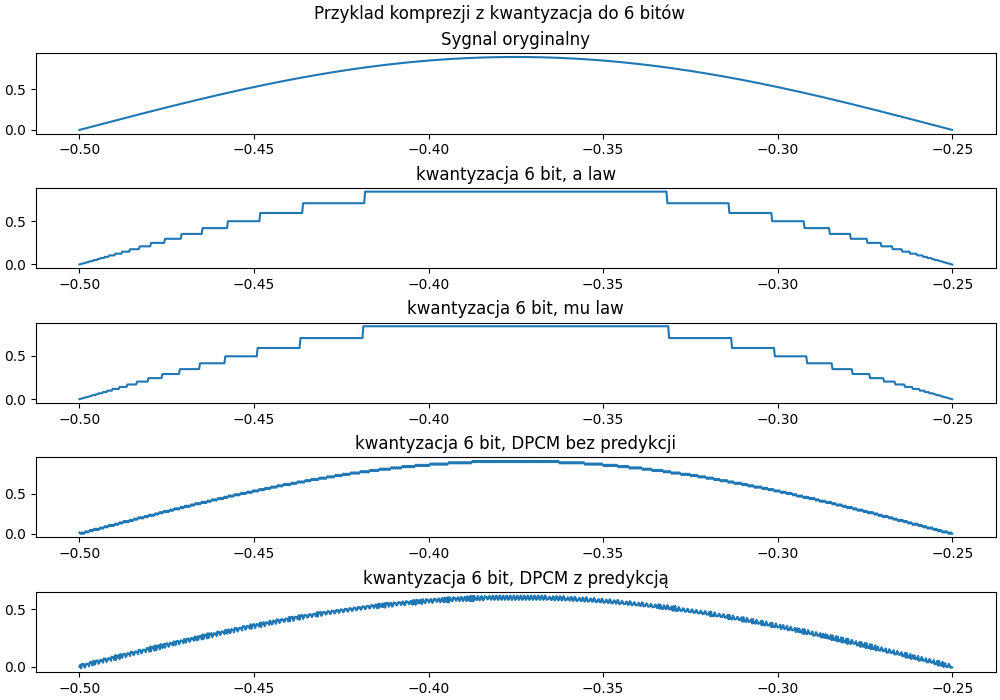 Przyklad komprezji z kwantyzacja do 6 bitów
Sygnal oryginalny
0.5
0.0
−0.50 −0.45 −0.40 −0.35 −0.30 −0.25
kwantyzacja 6 bit, a law
0.5
0.0
−0.50 −0.45 −0.40 −0.35 −0.30 −0.25
kwantyzacja 6 bit, mu law
0.5
0.0
−0.50 −0.45 −0.40 −0.35 −0.30 −0.25
kwantyzacja 6 bit, DPCM bez predykcji
0.5
0.0
−0.50 −0.45 −0.40 −0.35 −0.30 −0.25
kwantyzacja 6 bit, DPCM z predykcją
0.5
0.0
−0.50 −0.45 −0.40 −0.35 −0.30 −0.25